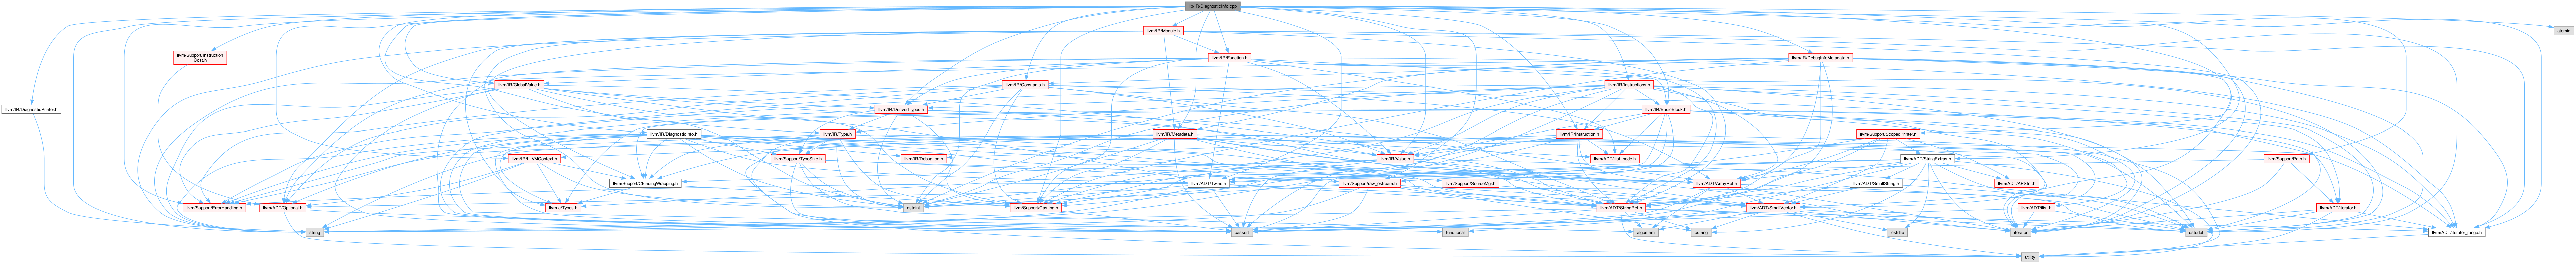 lib/IR/DiagnosticInfo.cpp
llvm/IR/Module.h
atomic
llvm/Support/Instruction
Cost.h
llvm/IR/Function.h
llvm/IR/DebugInfoMetadata.h
llvm/IR/GlobalValue.h
llvm/IR/Constants.h
llvm/IR/Instructions.h
llvm/IR/DiagnosticPrinter.h
llvm/IR/DerivedTypes.h
llvm/IR/BasicBlock.h
llvm/IR/DiagnosticInfo.h
llvm/IR/Type.h
llvm/IR/Metadata.h
llvm/IR/Instruction.h
llvm/Support/ScopedPrinter.h
llvm/IR/LLVMContext.h
llvm/Support/TypeSize.h
llvm/IR/DebugLoc.h
llvm/IR/Value.h
llvm/ADT/ilist_node.h
llvm/ADT/StringExtras.h
llvm/Support/Path.h
llvm/Support/CBindingWrapping.h
llvm/ADT/Twine.h
llvm/Support/raw_ostream.h
llvm/Support/SourceMgr.h
llvm/ADT/ArrayRef.h
llvm/ADT/SmallString.h
llvm/ADT/APSInt.h
llvm/Support/ErrorHandling.h
llvm/ADT/Optional.h
llvm-c/Types.h
cstdint
llvm/Support/Casting.h
llvm/ADT/StringRef.h
llvm/ADT/SmallVector.h
llvm/ADT/ilist.h
llvm/ADT/iterator.h
string
cassert
functional
algorithm
cstring
cstdlib
iterator
cstddef
llvm/ADT/iterator_range.h
utility